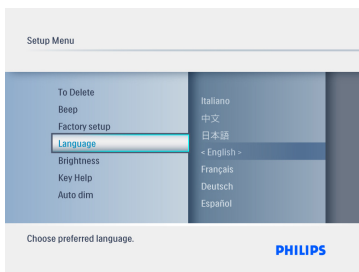 Setup Menu
To Delete
Beep
Factory setup
Language
Brightness
Key Help
Auto dim
Italiano
中文
日本語
< English >
Français
Deutsch
Español
Choose preferred language.
PHILIPS